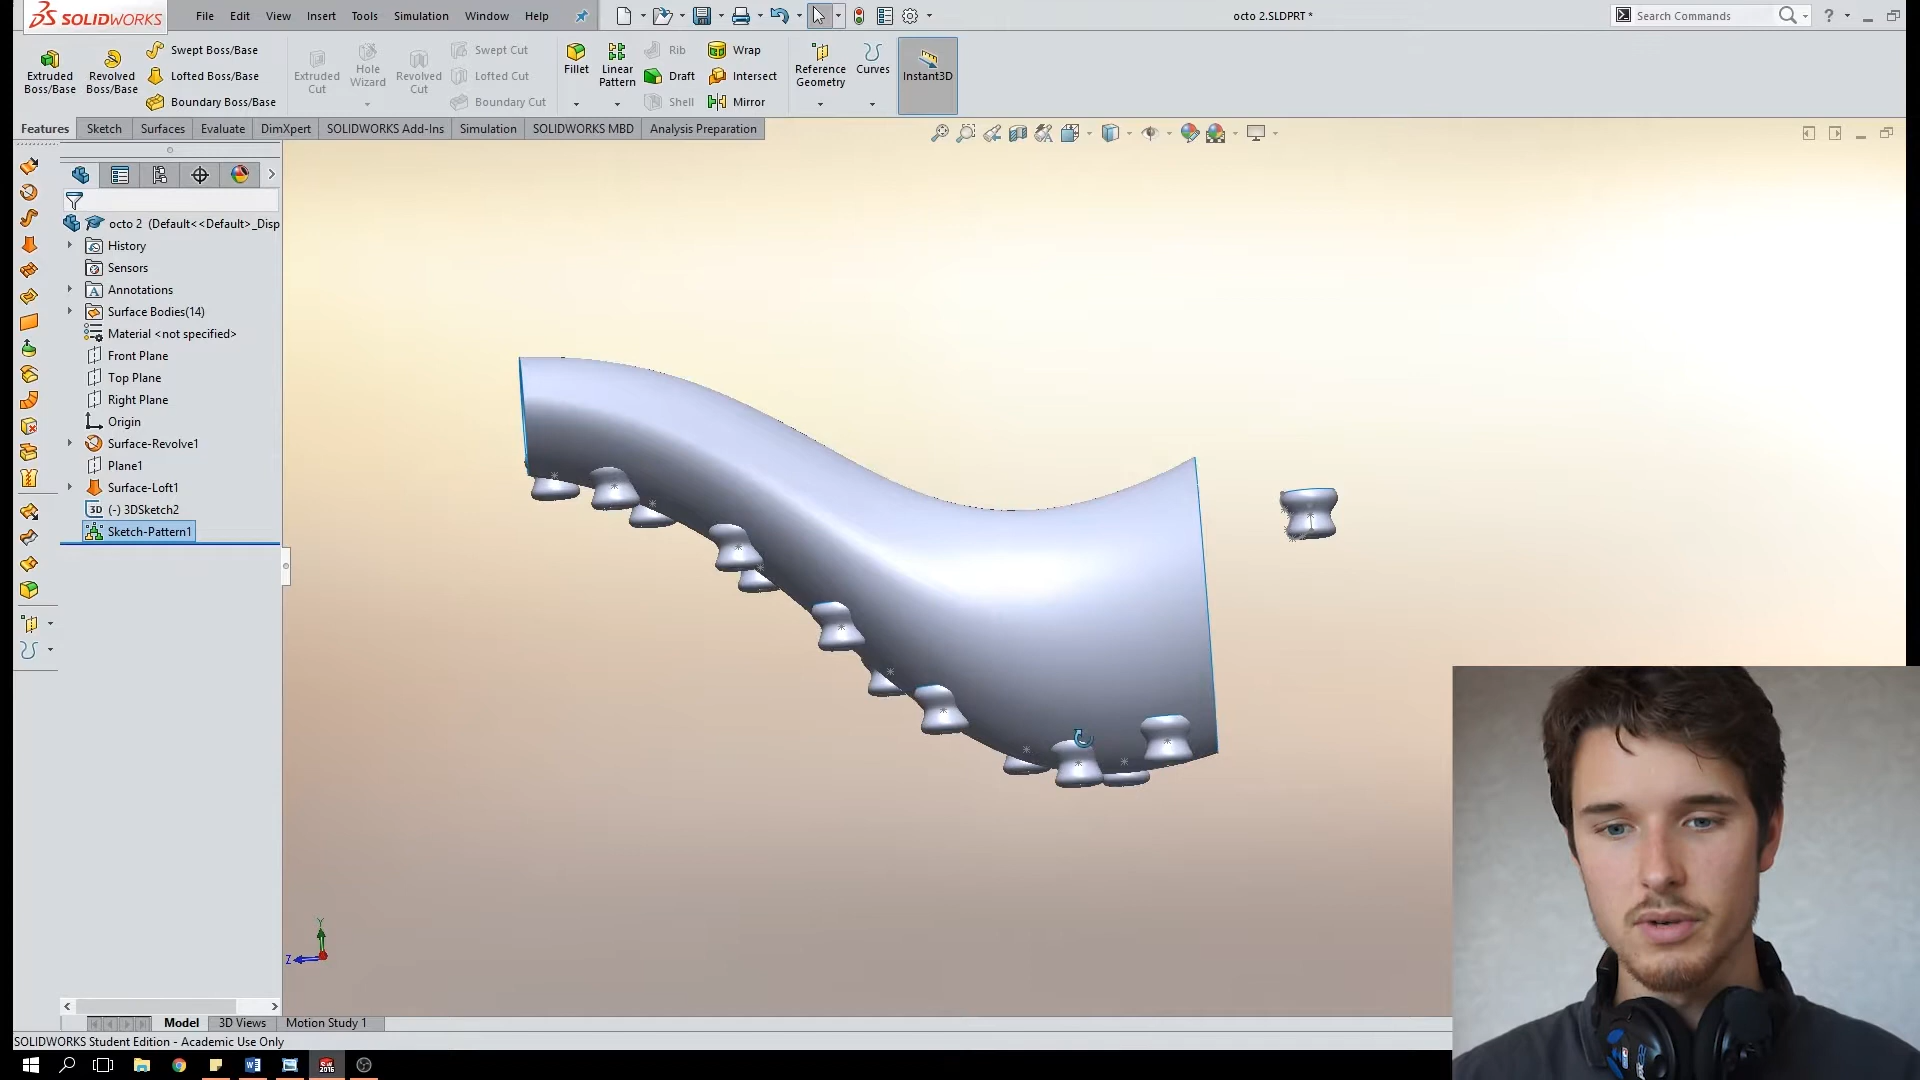 SOLIDWORKS
File Edit View Insert Tools Simulation Window Help
octo 2.SLDPRT *
Search Commands
?
Extruded Boss/Base
Revolved Boss/Base
Swept Boss/Base
Lofted Boss/Base
Boundary Boss/Base
Extruded Cut
Hole Wizard
Revolved Cut
Swept Cut
Lofted Cut
Boundary Cut
Fillet
Linear Pattern
Rib
Draft
Shell
Wrap
Intersect
Mirror
Reference Geometry
Curves
Instant3D
Features Sketch Surfaces Evaluate DimXpert SOLIDWORKS Add-Ins Simulation SOLIDWORKS MBD Analysis Preparation
octo 2 (Default<<Default>_Disp
History
Sensors
A Annotations
Surface Bodies(14)
Material <not specified>
Front Plane
Top Plane
Right Plane
Origin
Surface-Revolve1
Plane1
Surface-Loft1
3D (-) 3DSketch2
Sketch-Pattern1
Y
Z
Model 3D Views Motion Study 1
SOLIDWORKS Student Edition - Academic Use Only